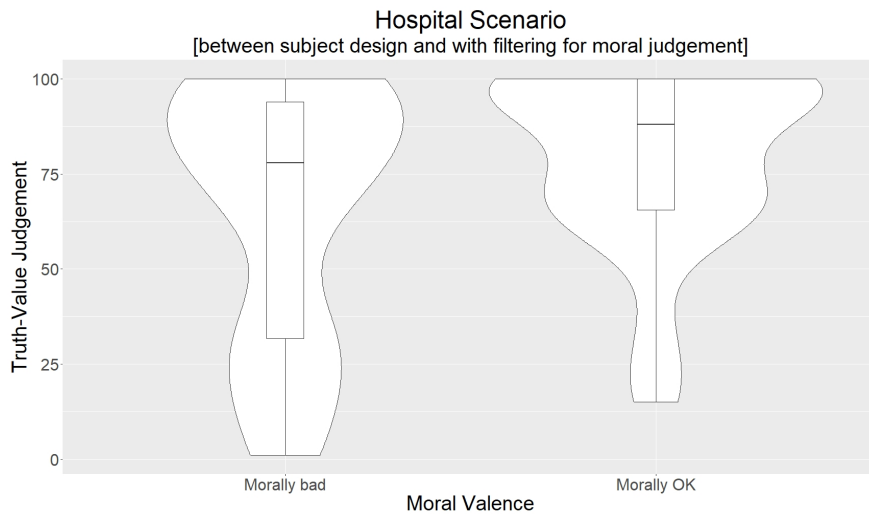 Hospital Scenario
[between subject design and with filtering for moral judgement]
Truth-Value Judgement
100
75
50
25
0
Morally bad
Morally OK
Moral Valence